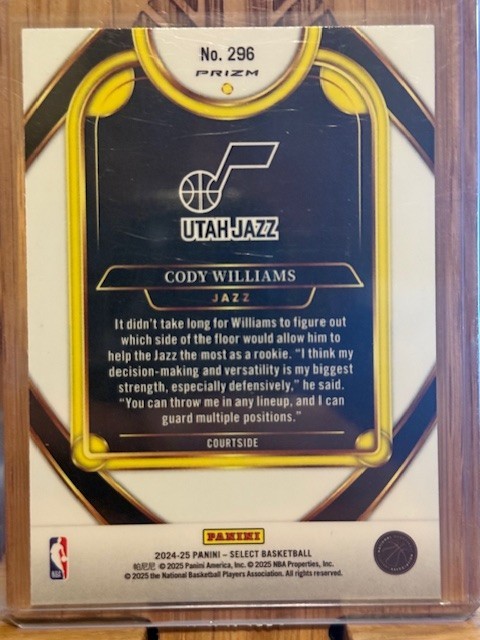 No. 296
PRIZM
UTAH JAZZ
CODY WILLIAMS
JAZZ
It didn't take long for Williams to figure out
which side of the floor would allow him to
help the Jazz the most as a rookie. "I think my
decision-making and versatility is my biggest
strength, especially defensively," he said.
"You can throw me in any lineup, and I can
guard multiple positions."
COURTSIDE
PANINI
2024-25 PANINI – SELECT BASKETBALL
帕尼尼 © 2025 Panini America, Inc. © 2025 NBA Properties, Inc.
© 2025 the National Basketball Players Association. All rights reserved.